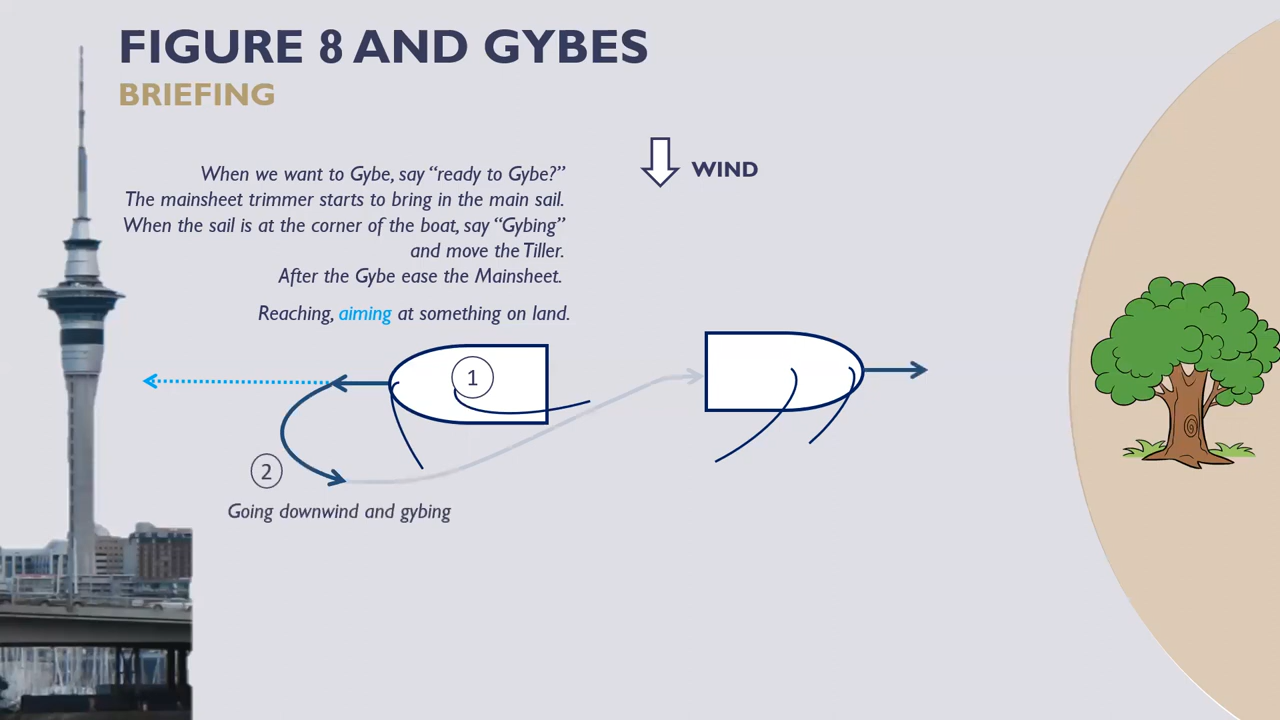 FIGURE 8 AND GYBES
BRIEFING
WIND
When we want to Gybe, say “ready to Gybe?”
The mainsheet trimmer starts to bring in the main sail.
When the sail is at the corner of the boat, say “Gybing”
and move the Tiller.
After the Gybe ease the Mainsheet.
Reaching, aiming at something on land.
1
2
Going downwind and gybing